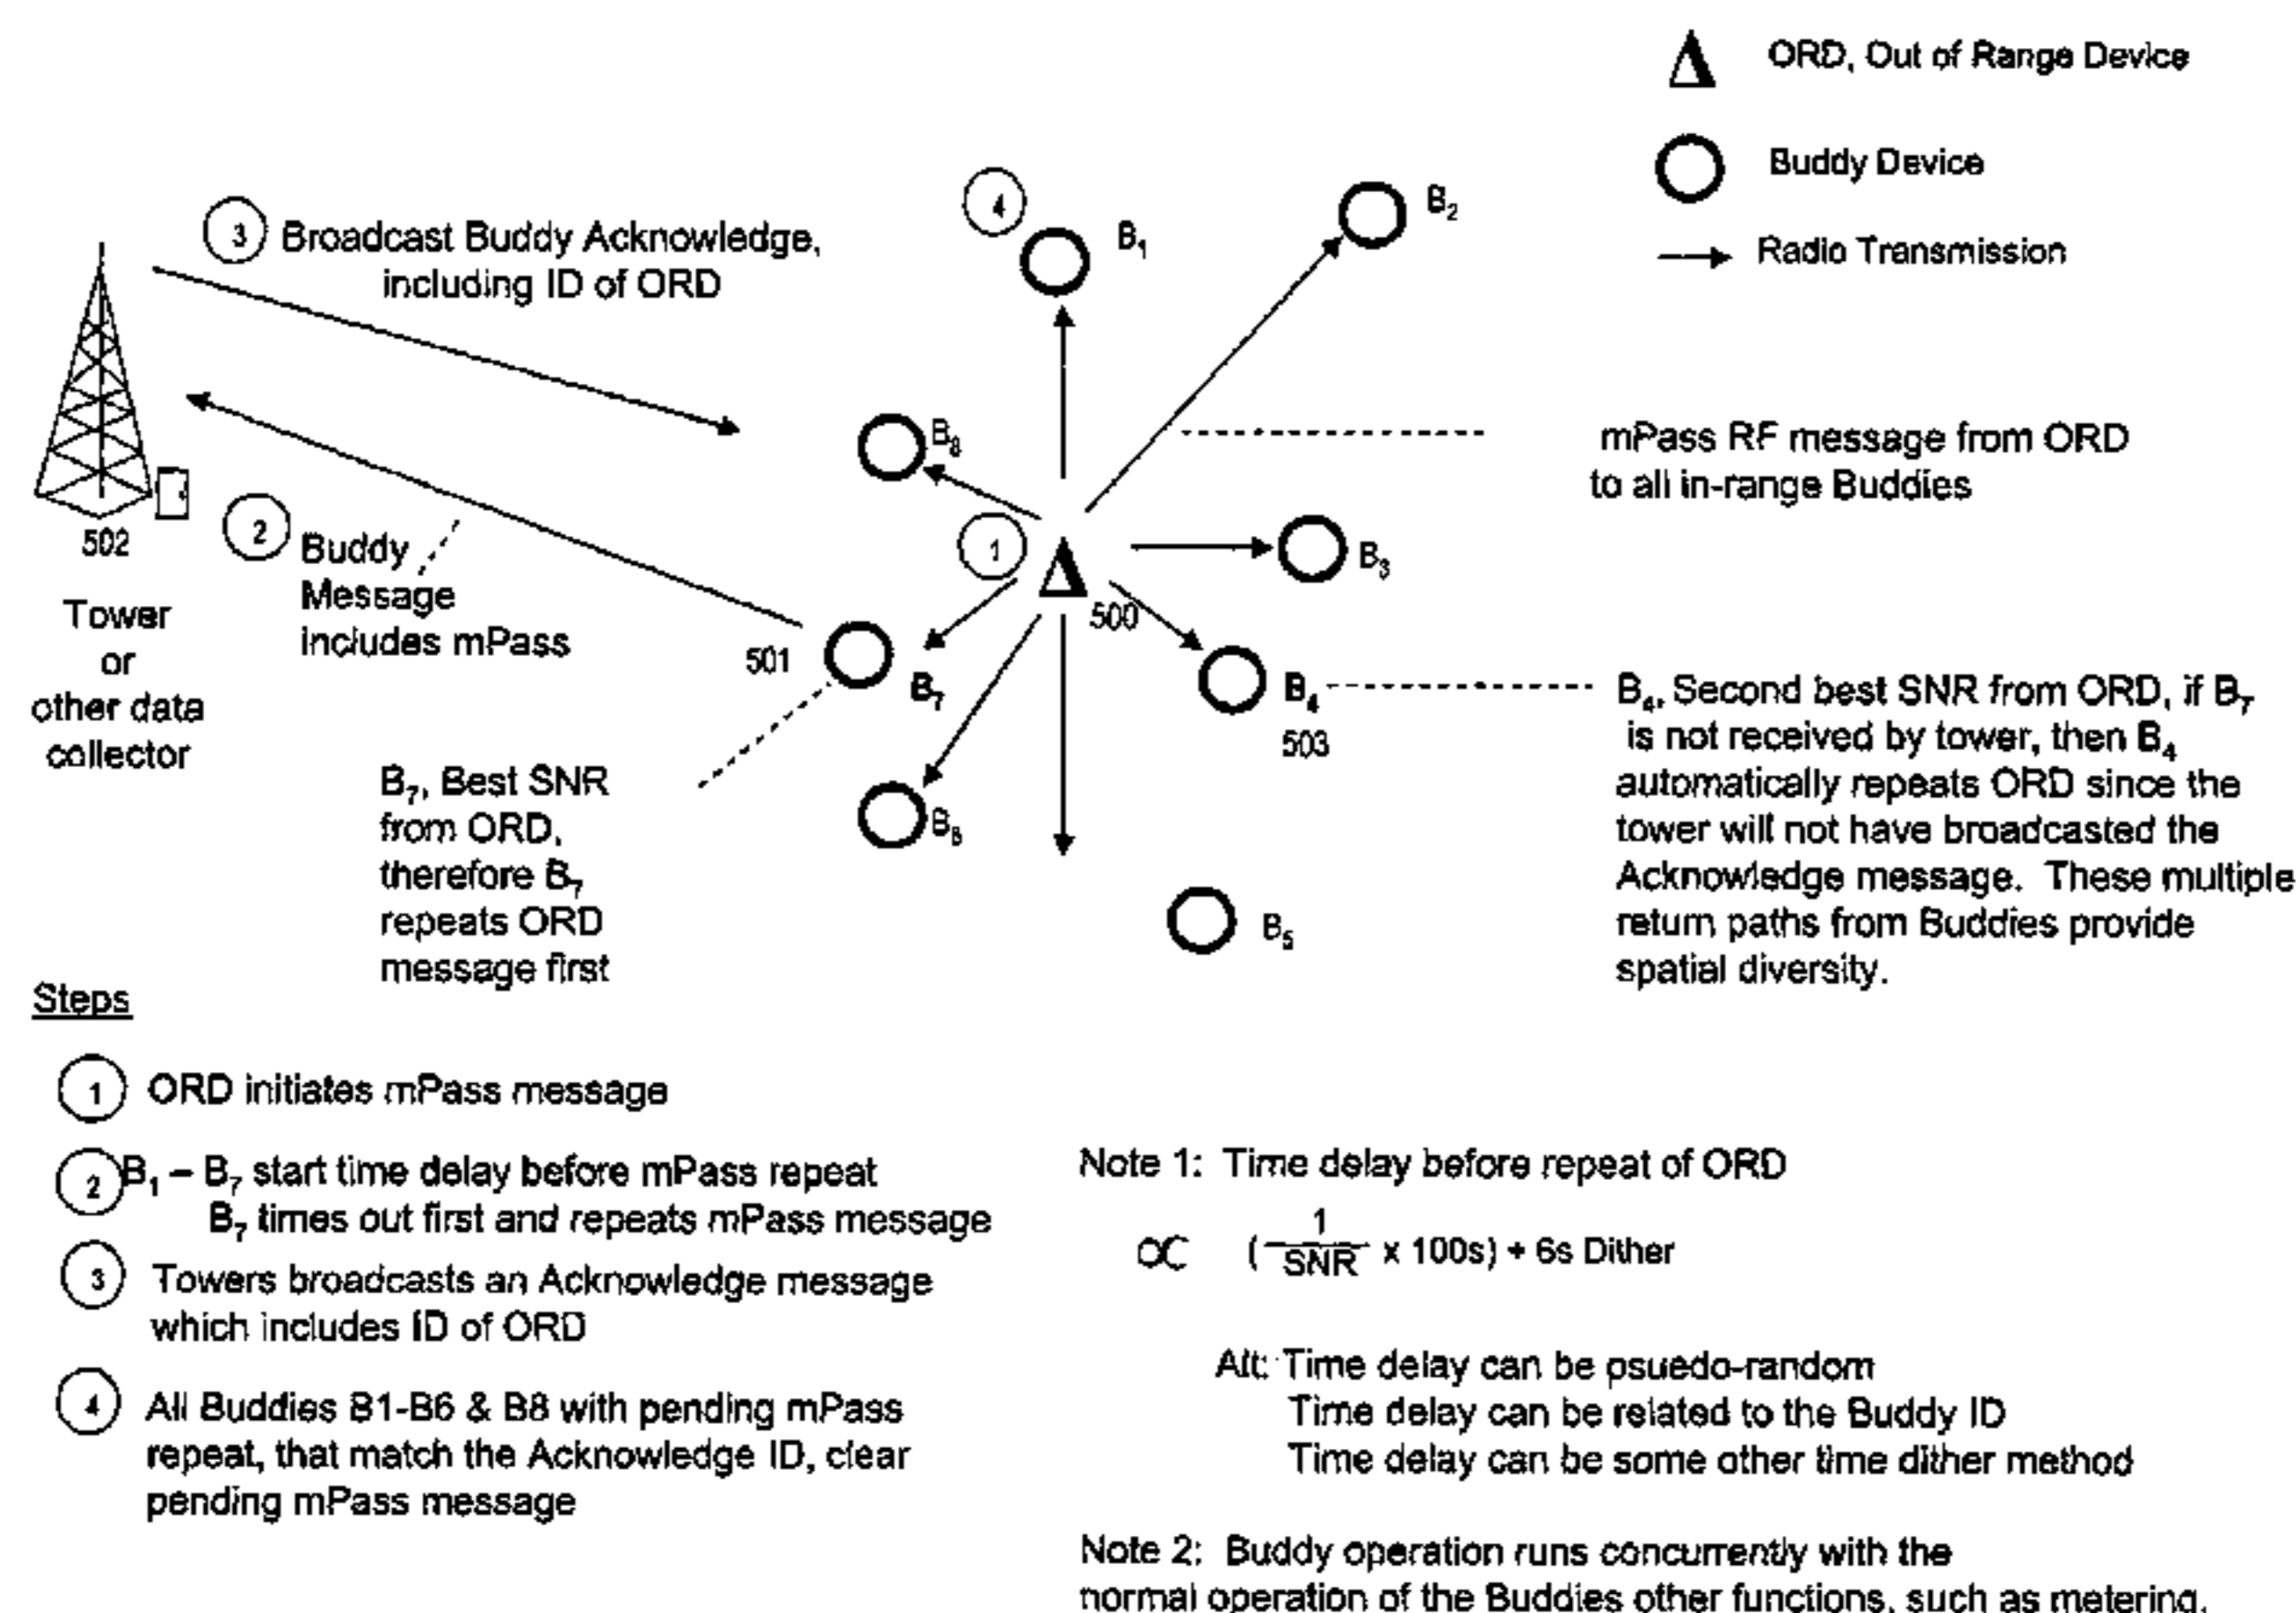 ORD, Out of Range Device
Buddy Device
Radio Transmission
3 Broadcast Buddy Acknowledge,
including ID of ORD
4
B1
B2
B8
mPass RF message from ORD
to all in-range Buddies
502
Tower
or
other data
collector
2 Buddy
Message
includes mPass
1
500
B3
501
B7
B4
503
B6
B5
B7, Best SNR
from ORD,
therefore B7
repeats ORD
message first
B4, Second best SNR from ORD, if B7
is not received by tower, then B4
automatically repeats ORD since the
tower will not have broadcasted the
Acknowledge message. These multiple
return paths from Buddies provide
spatial diversity.
Steps
1 ORD initiates mPass message
2 B1 – B7 start time delay before mPass repeat
B7 times out first and repeats mPass message
3 Towers broadcasts an Acknowledge message
which includes ID of ORD
4 All Buddies B1-B6 & B8 with pending mPass
repeat, that match the Acknowledge ID, clear
pending mPass message
Note 1: Time delay before repeat of ORD
∝ (1/SNR x 100s) + 6s Dither
Alt: Time delay can be psuedo-random
Time delay can be related to the Buddy ID
Time delay can be some other time dither method
Note 2: Buddy operation runs concurrently with the
normal operation of the Buddies other functions, such as metering.